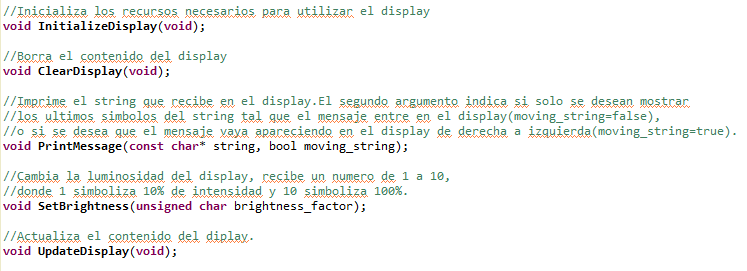 //Inicializa los recursos necesarios para utilizar el display
void InitializeDisplay(void);
//Borra el contenido del display
void ClearDisplay(void);
//Imprime el string que recibe en el display.El segundo argumento indica si solo se desean mostrar
//los ultimos simbolos del string tal que el mensaje entre en el display(moving_string=false),
//o si se desea que el mensaje vaya apareciendo en el display de derecha a izquierda(moving_string=true).
void PrintMessage(const char* string, bool moving_string);
//Cambia la luminosidad del display, recibe un numero de 1 a 10,
//donde 1 simboliza 10% de intensidad y 10 simboliza 100%.
void SetBrightness(unsigned char brightness_factor);
//Actualiza el contenido del diplay.
void UpdateDisplay(void);